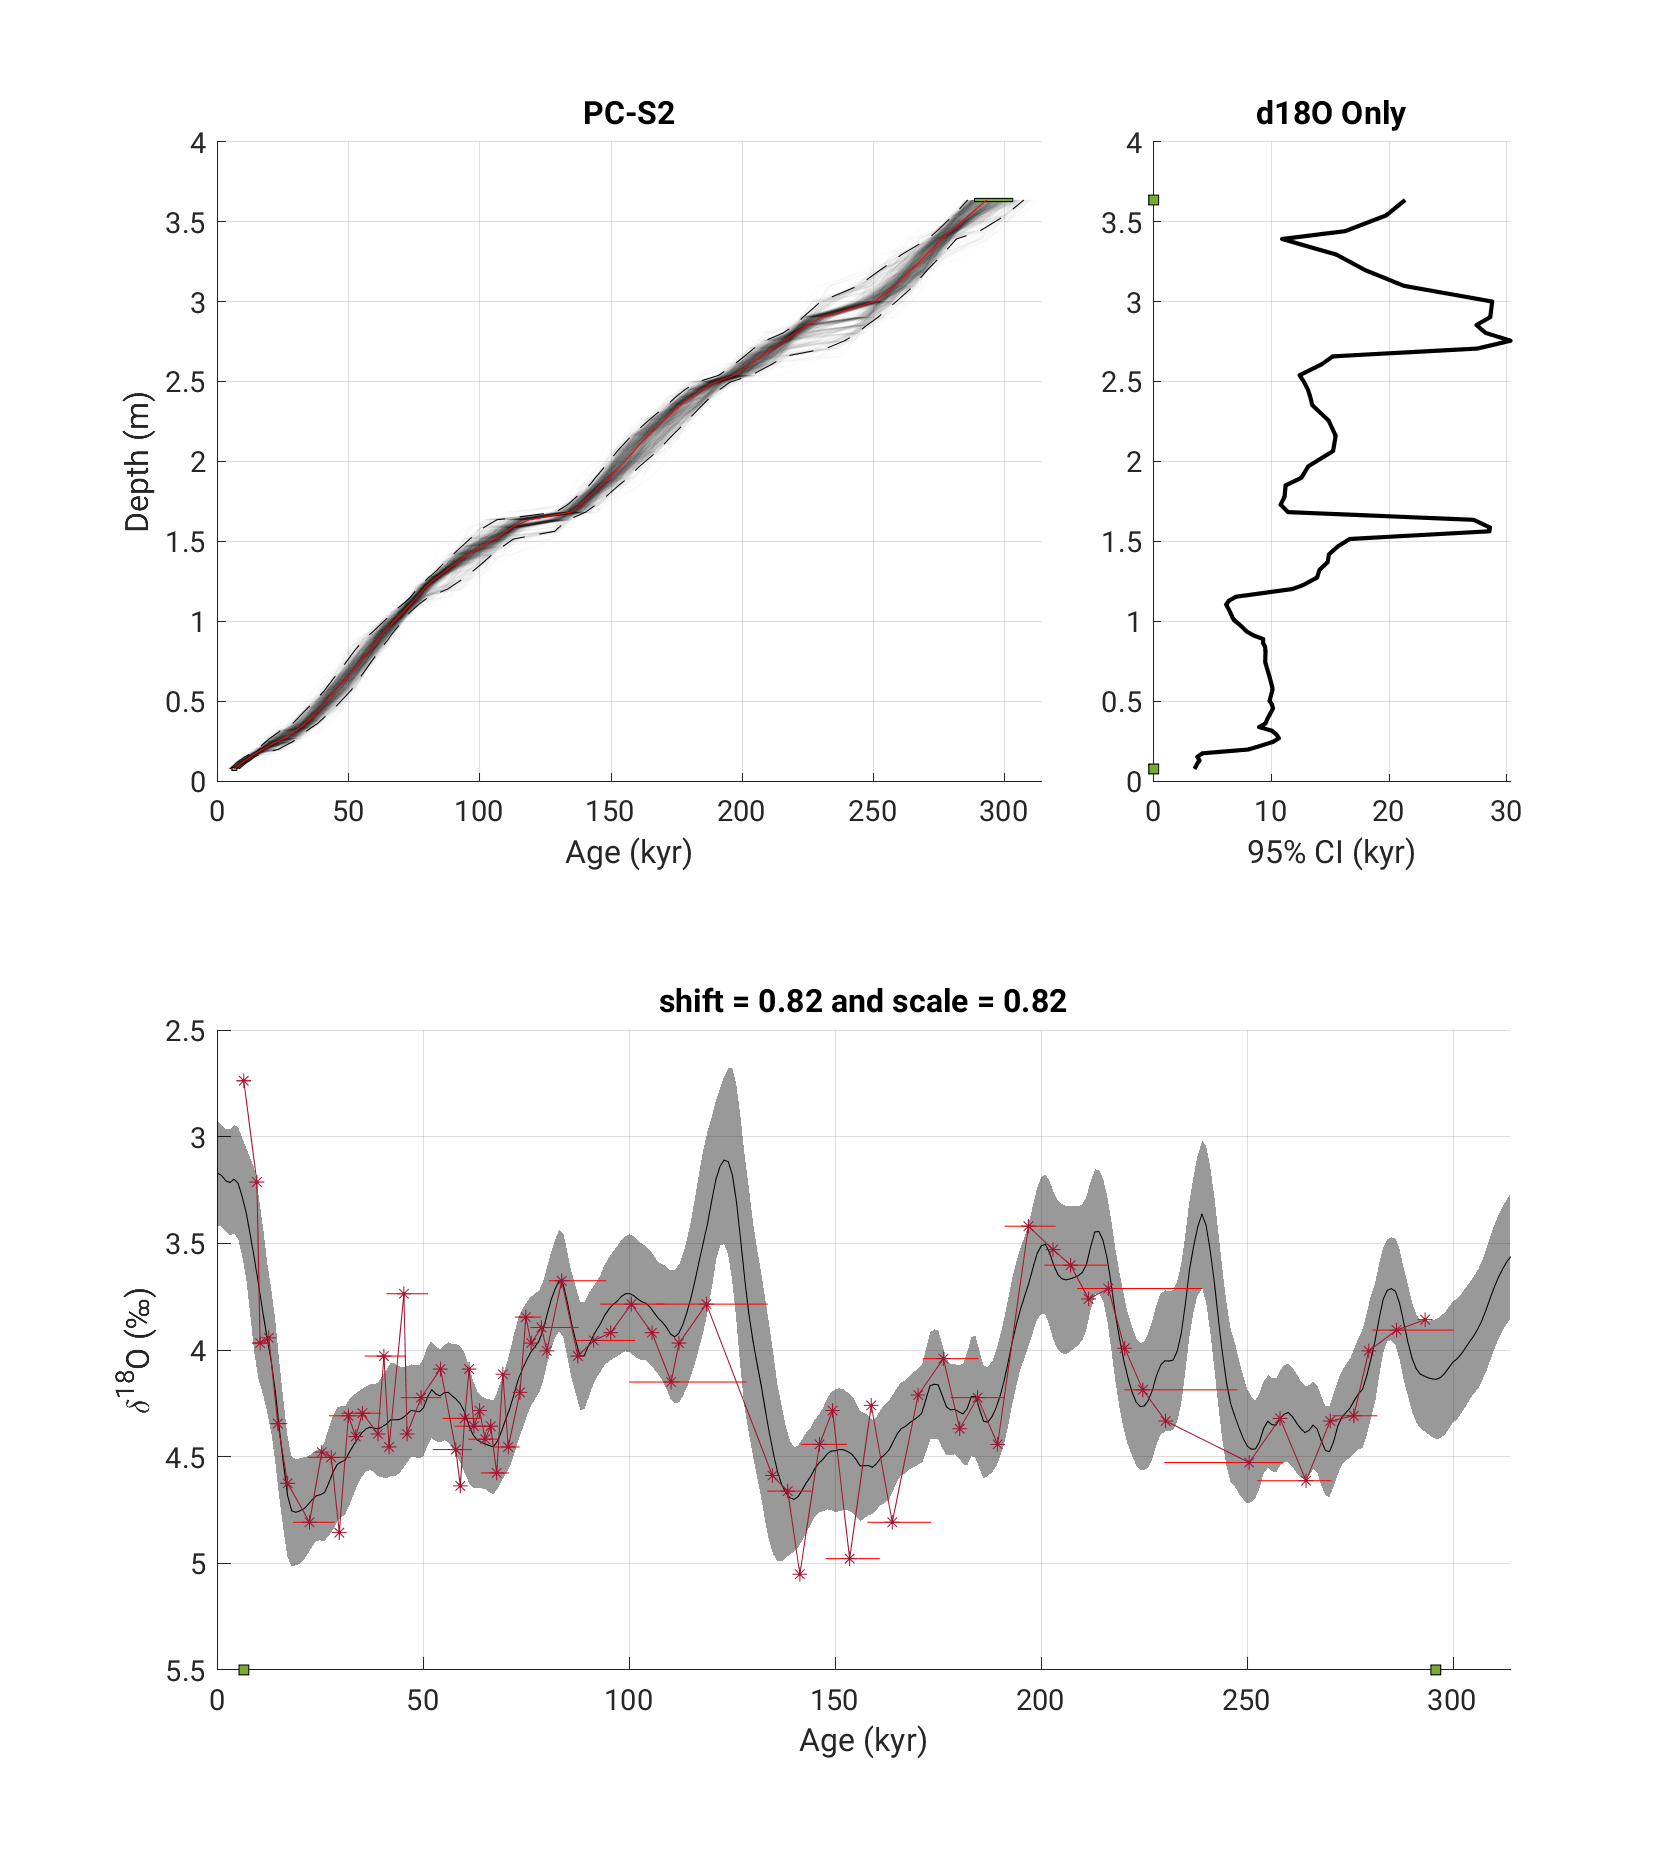 PC-S2
d18O Only
4
3.5
3
2.5
2
1.5
1
0.5
0
Depth (m)
0 50 100 150 200 250 300
Age (kyr)
4
3.5
3
2.5
2
1.5
1
0.5
0
0 10 20 30
95% CI (kyr)
shift = 0.82 and scale = 0.82
2.5
3
3.5
4
4.5
5
5.5
δ¹⁸O (‰)
0 50 100 150 200 250 300
Age (kyr)